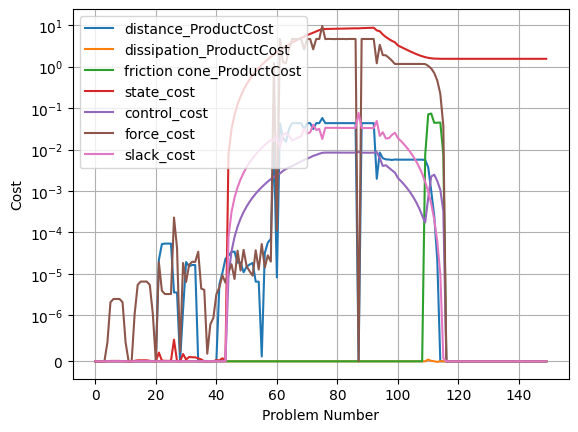 distance_ProductCost
dissipation_ProductCost
friction cone_ProductCost
state_cost
control_cost
force_cost
slack_cost
Cost
10¹
10⁰
10⁻¹
10⁻²
10⁻³
10⁻⁴
10⁻⁵
10⁻⁶
0
0 20 40 60 80 100 120 140
Problem Number